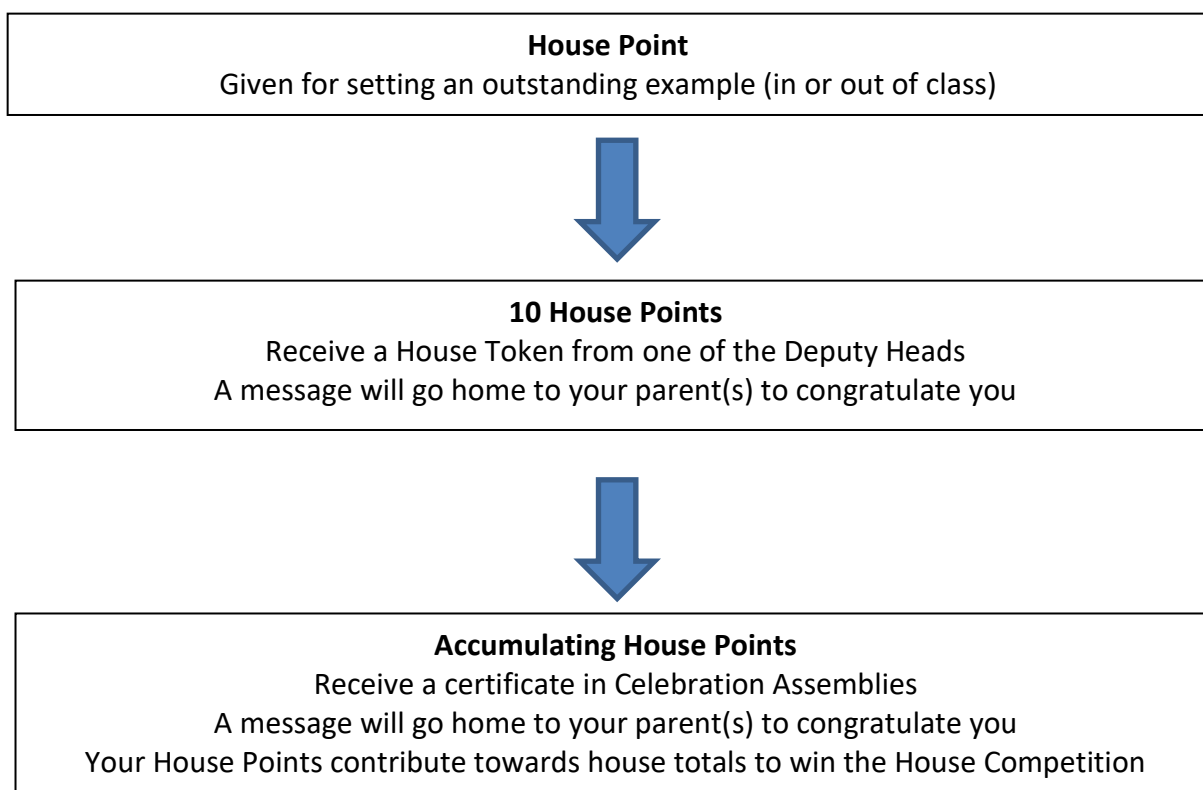 House Point
Given for setting an outstanding example (in or out of class)
10 House Points
Receive a House Token from one of the Deputy Heads
A message will go home to your parent(s) to congratulate you
Accumulating House Points
Receive a certificate in Celebration Assemblies
A message will go home to your parent(s) to congratulate you
Your House Points contribute towards house totals to win the House Competition